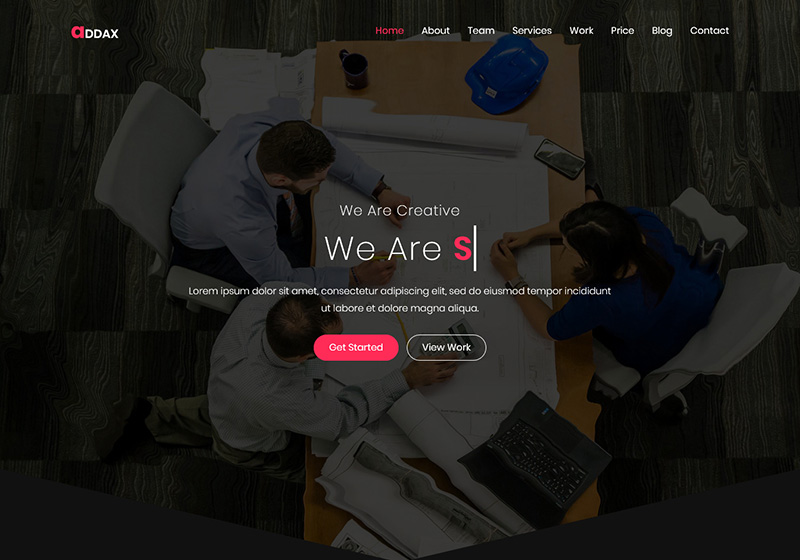 aDDAX
Home About Team Services Work Price Blog Contact
We Are Creative
We Are S
Lorem ipsum dolor sit amet, consectetur adipiscing elit, sed do eiusmod tempor incididunt
ut labore et dolore magna aliqua.
Get Started View Work